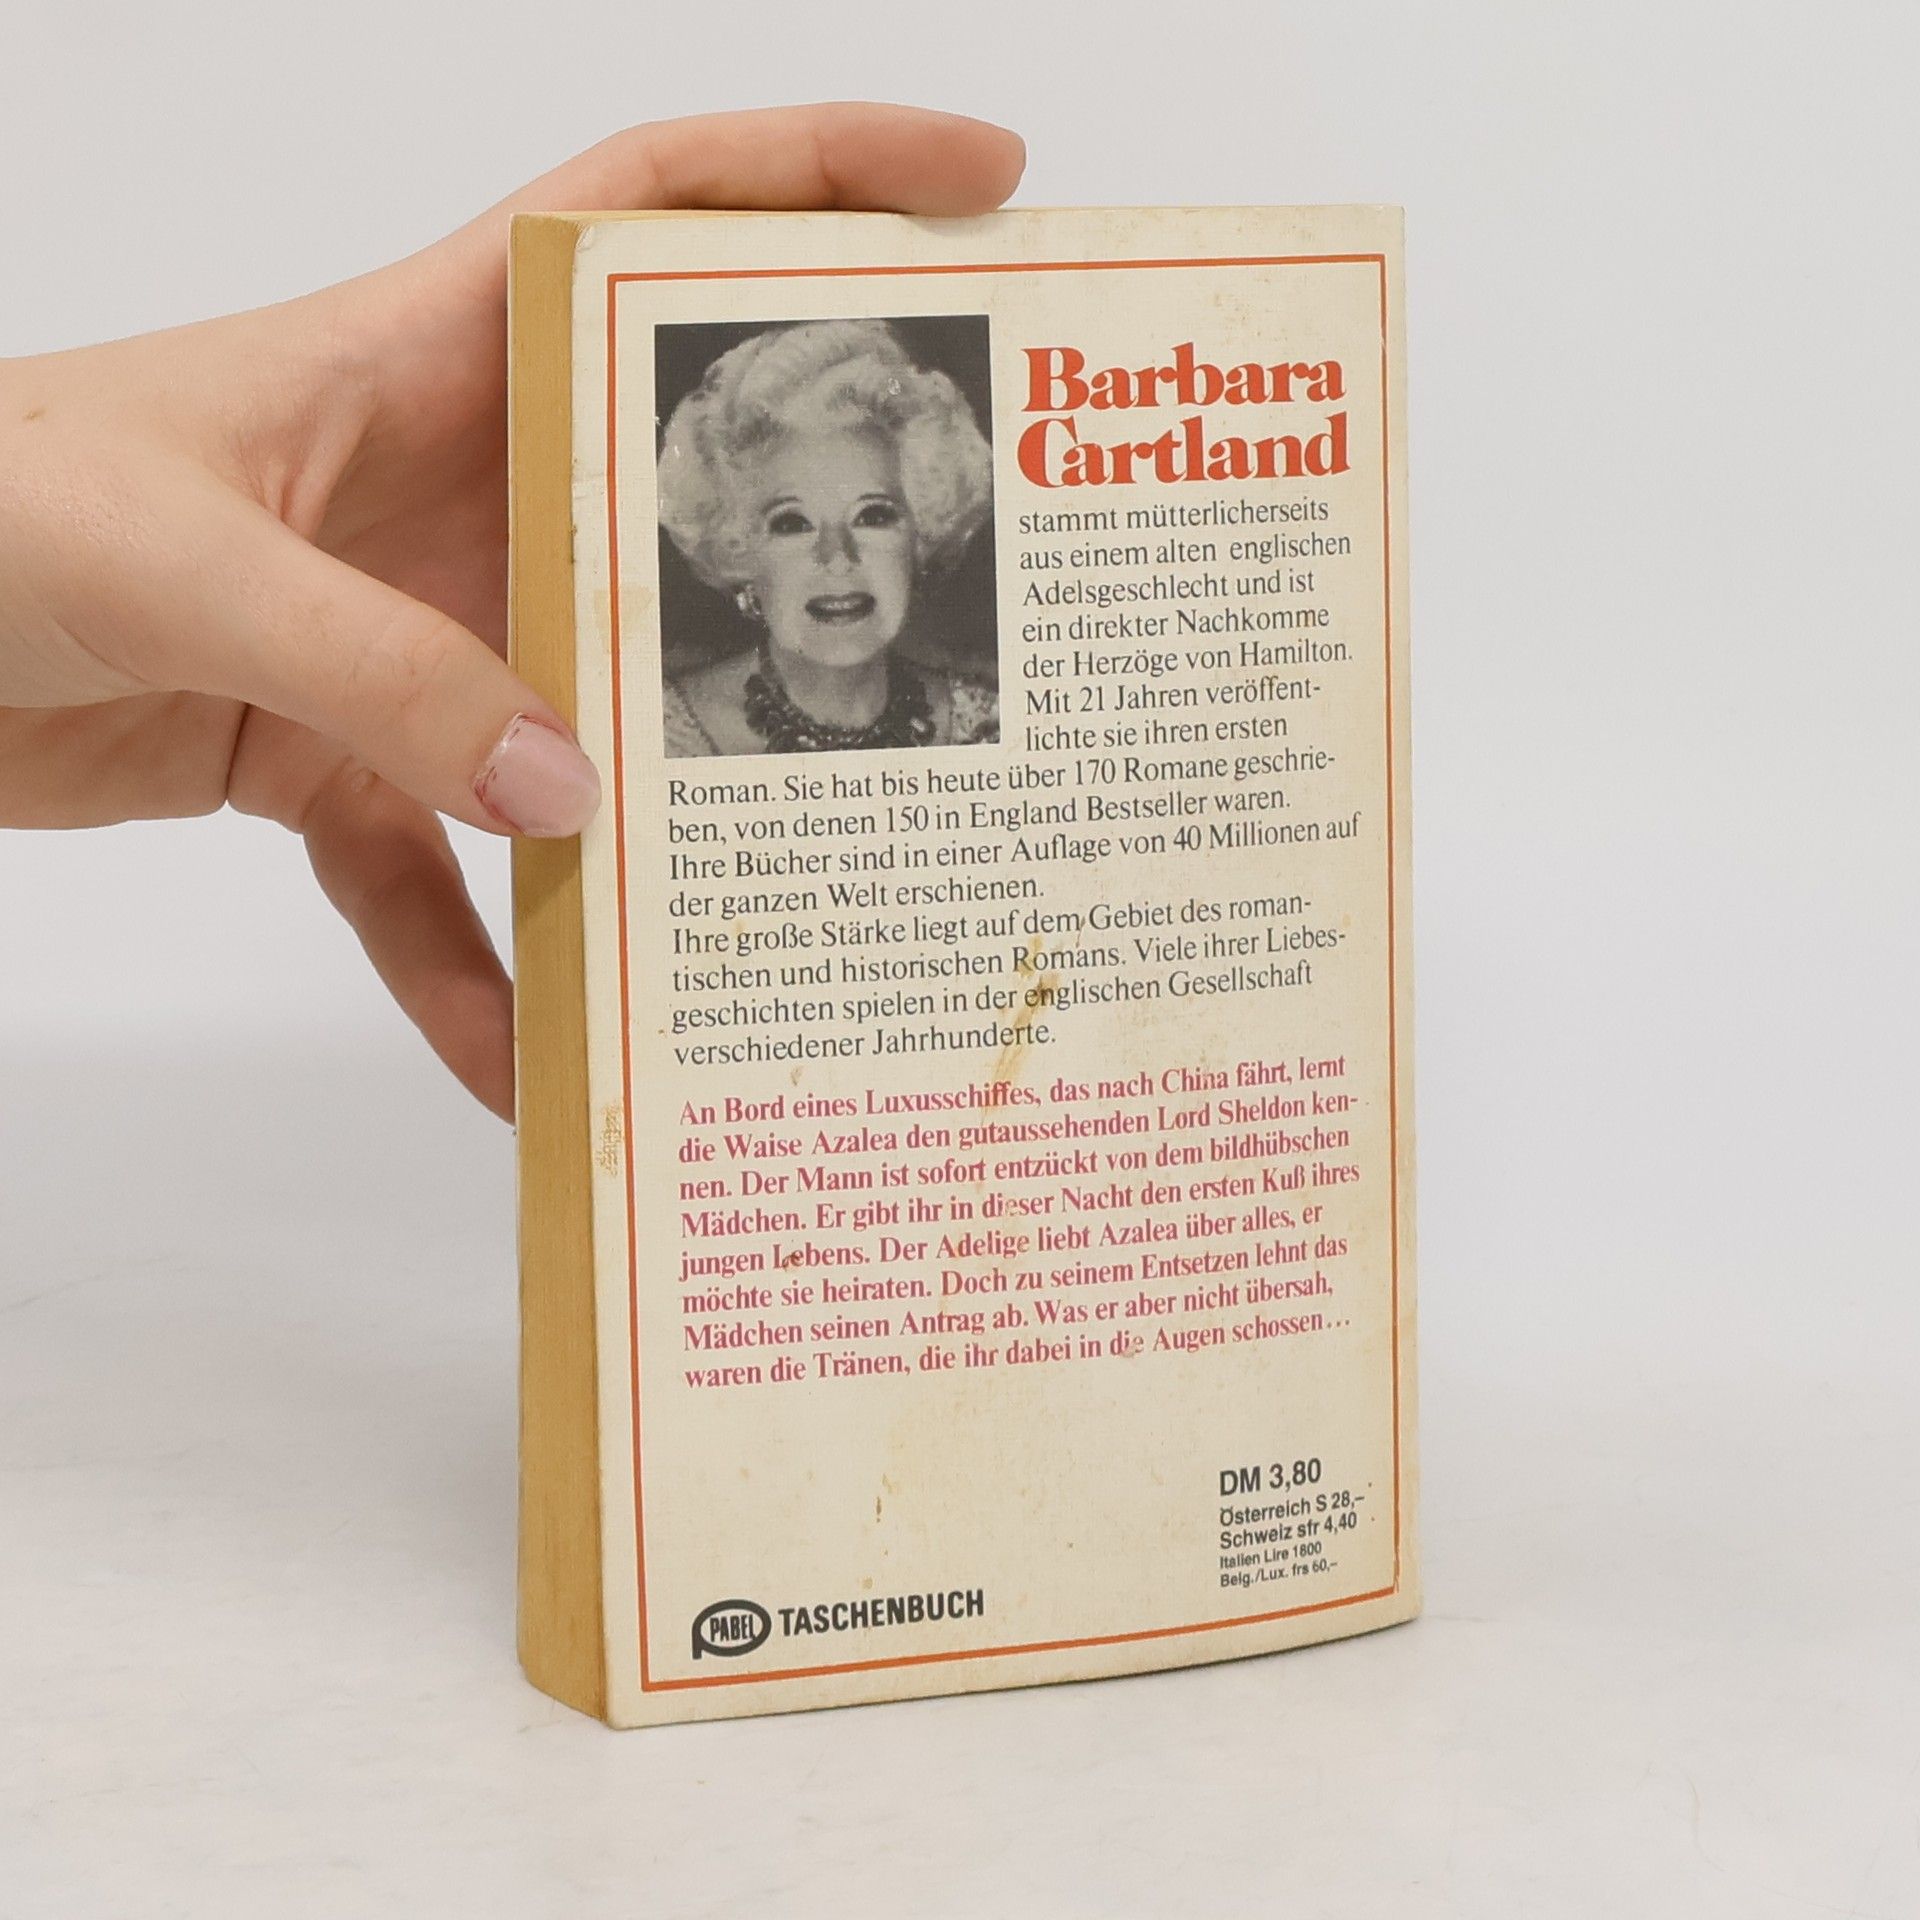 Barbara
Cartland
stammt mütterlicherseits
aus einem alten englischen
Adelsgeschlecht und ist
ein direkter Nachkomme
der Herzöge von Hamilton.
Mit 21 Jahren veröffent-
lichte sie ihren ersten
Roman. Sie hat bis heute über 170 Romane geschrie-
ben, von denen 150 in England Bestseller waren.
Ihre Bücher sind in einer Auflage von 40 Millionen auf
der ganzen Welt erschienen.
Ihre große Stärke liegt auf dem Gebiet des roman-
tischen und historischen Romans. Viele ihrer Liebes-
geschichten spielen in der englischen Gesellschaft
verschiedener Jahrhunderte.
An Bord eines Luxusschiffes, das nach China fährt, lernt
die Waise Azalea den gutaussehenden Lord Sheldon ken-
nen. Der Mann ist sofort entzückt von dem bildhübschen
Mädchen. Er gibt ihr in dieser Nacht den ersten Kuß ihres
jungen Lebens. Der Adelige liebt Azalea über alles, er
möchte sie heiraten. Doch zu seinem Entsetzen lehnt das
Mädchen seinen Antrag ab. Was er aber nicht übersah,
waren die Tränen, die ihr dabei in die Augen schossen...
DM 3,80
Österreich S 28,–
Schweiz sfr 4,40
Italien Lire 1800
Belg./Lux. frs 60,–
PABEL TASCHENBUCH